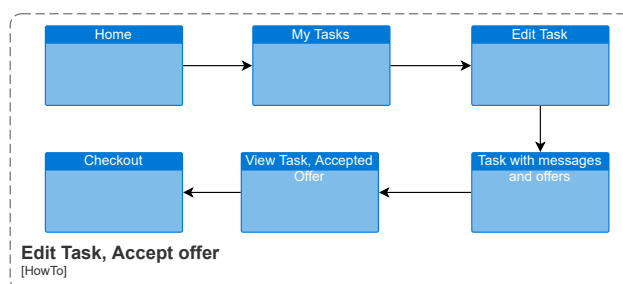 Home
My Tasks
Edit Task
Checkout
View Task, Accepted
Offer
Task with messages
and offers
Edit Task, Accept offer
[HowTo]